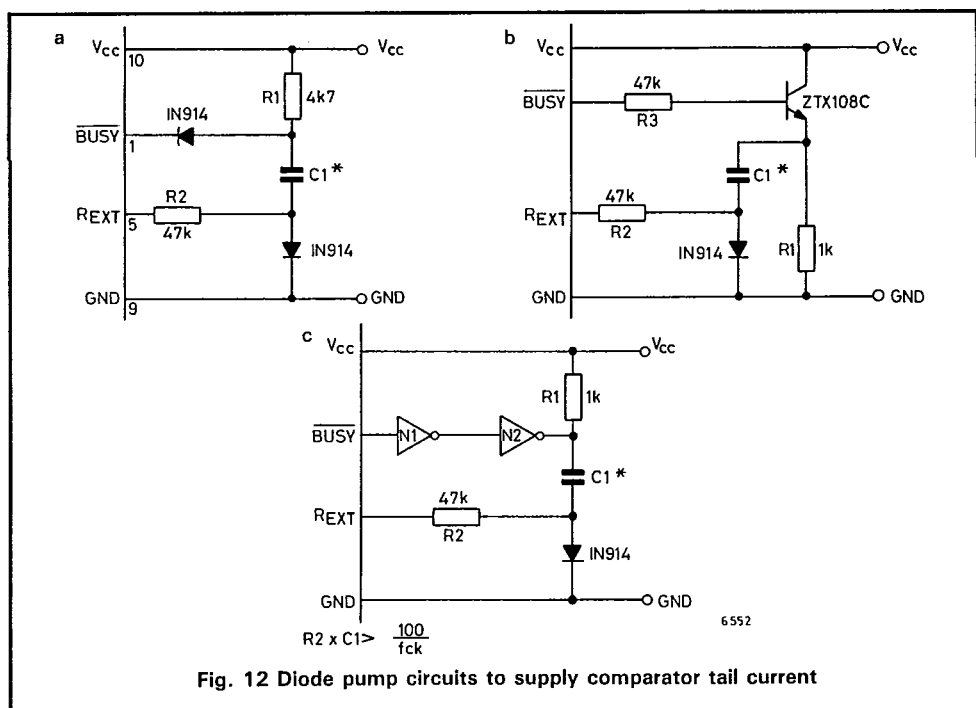 a
VCC 10 VCC
R1
4k7
IN914
BUSY
1
C1*
R2
REXT 5
47k
IN914
GND
9
GND
b
VCC VCC
47k
BUSY
ZTX108C
R3
C1*
47k
REXT
R2
IN914
R1 1k
GND GND
c
VCC VCC
R1 1k
BUSY N1 N2
C1*
47k
REXT
R2
IN914
GND GND
6552
R2 x C1> 100
fck
Fig. 12 Diode pump circuits to supply comparator tail current